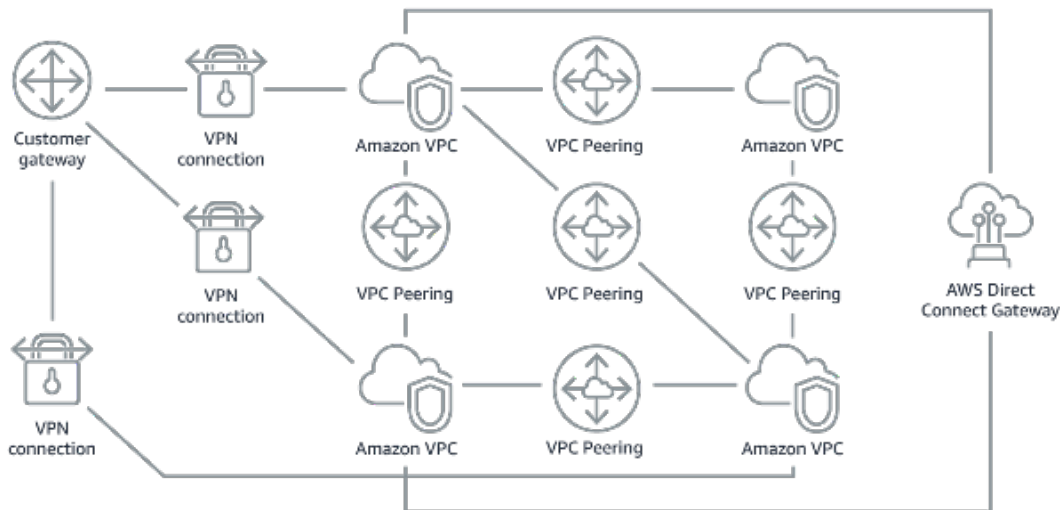 Customer
gateway
VPN
connection
Amazon VPC
VPC Peering
Amazon VPC
VPN
connection
VPC Peering
VPC Peering
VPC Peering
AWS Direct
Connect Gateway
VPN
connection
Amazon VPC
VPC Peering
Amazon VPC